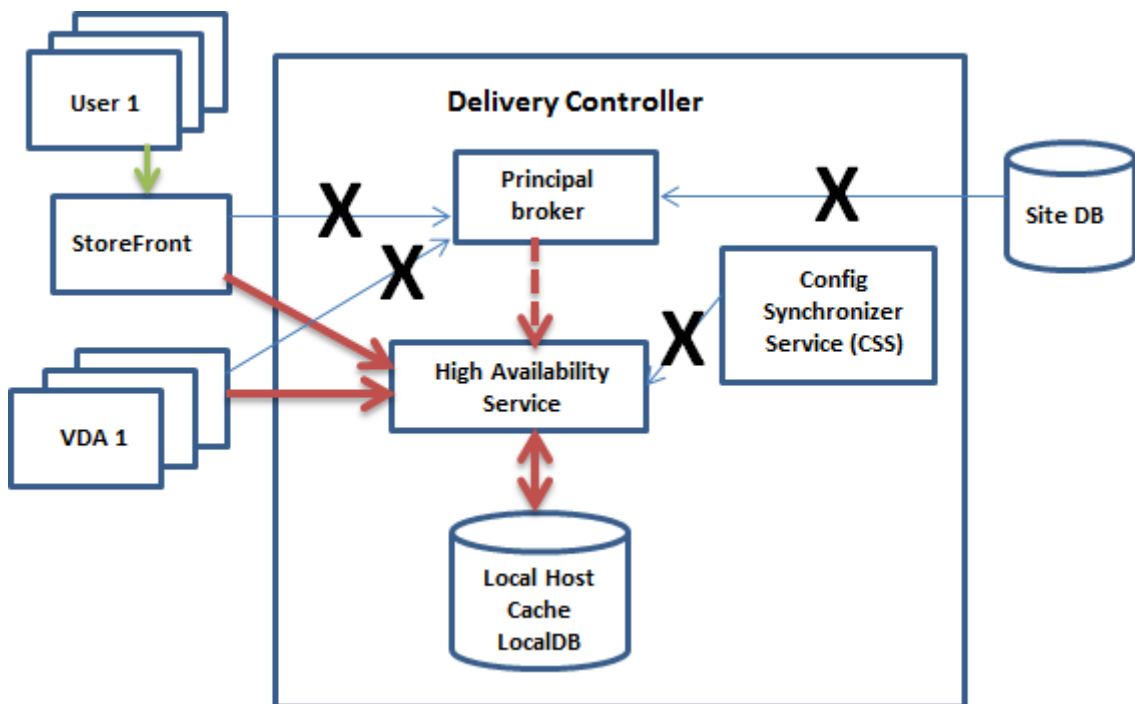 User 1
Delivery Controller
Principal
broker
X
X
Site DB
StoreFront
X
Config
Synchronizer
Service (CSS)
X
High Availability
Service
VDA 1
Local Host
Cache
LocalDB